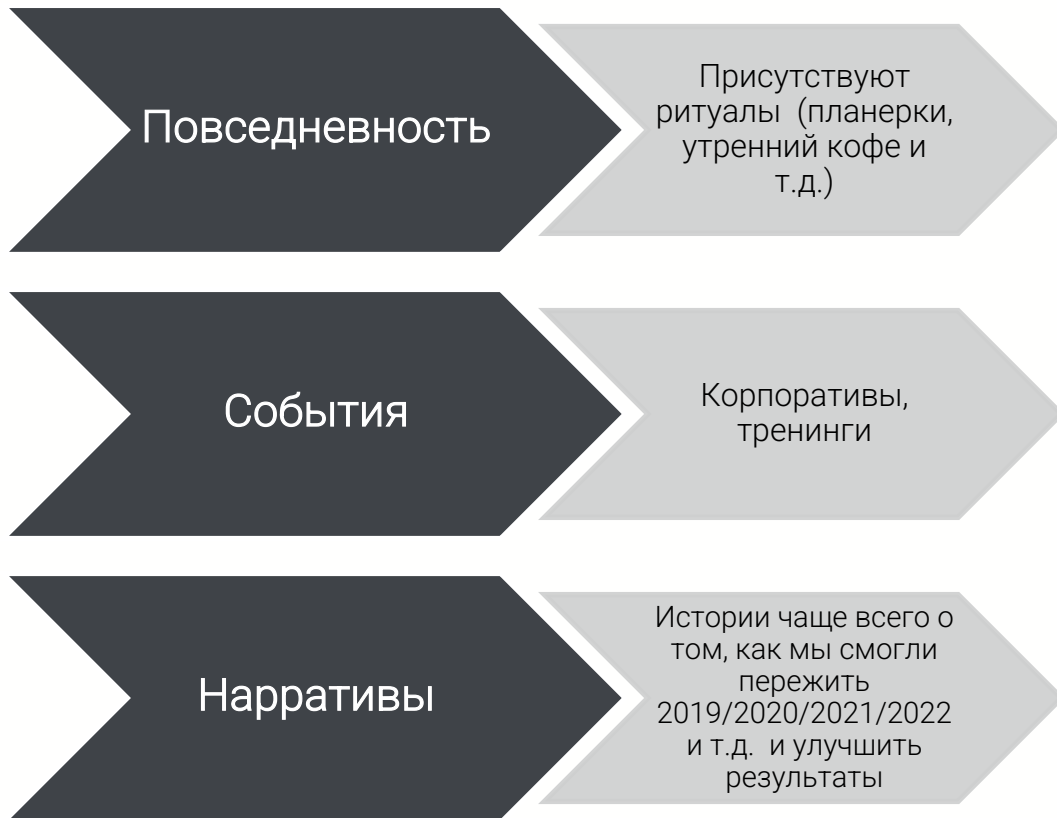 Повседневность
Присутствуют
ритуалы  (планерки,
утренний кофе и
т.д.)
События
Корпоративы,
тренинги
Нарративы
Истории чаще всего о
том, как мы смогли
пережить
2019/2020/2021/2022
и т.д.  и улучшить
результаты